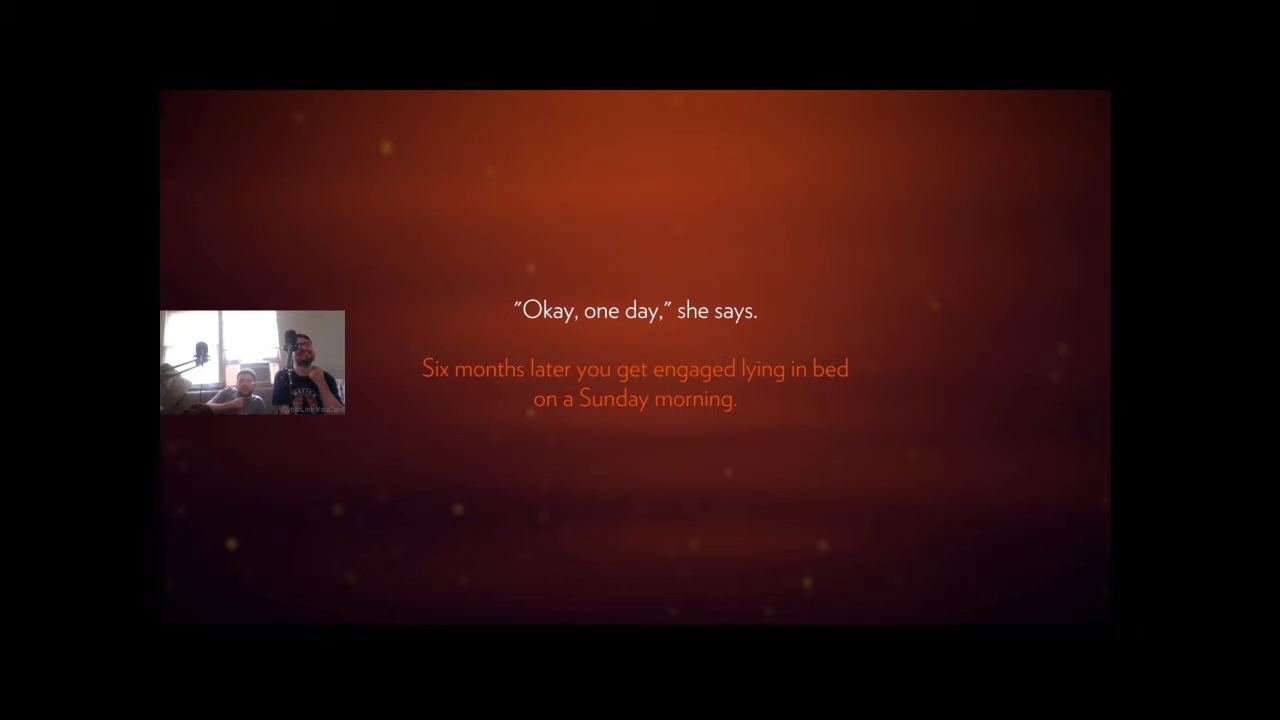 "Okay, one day," she says.
Six months later you get engaged lying in bed
on a Sunday morning.